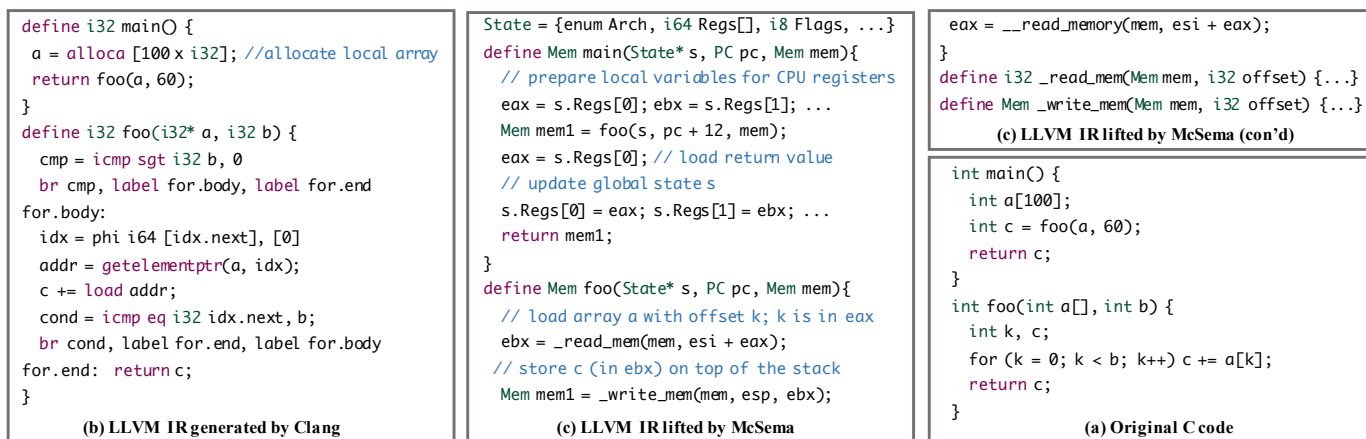 define i32 main() {
a = alloca [100 x i32]; //allocate local array
return foo(a, 60);
}
define i32 foo(i32* a, i32 b) {
cmp = icmp sgt i32 b, 0
br cmp, label for.body, label for.end
for.body:
idx = phi i64 [idx.next], [0]
addr = getelementptr(a, idx);
c += load addr;
cond = icmp eq i32 idx.next, b;
br cond, label for.end, label for.body
for.end: return c;
}
(b) LLVM IR generated by Clang
State = {enum Arch, i64 Regs[], i8 Flags, ...}
define Mem main(State* s, PC pc, Mem mem){
// prepare local variables for CPU registers
eax = s.Regs[0]; ebx = s.Regs[1]; ...
Mem mem1 = foo(s, pc + 12, mem);
eax = s.Regs[0]; // load return value
// update global state s
s.Regs[0] = eax; s.Regs[1] = ebx; ...
return mem1;
}
define Mem foo(State* s, PC pc, Mem mem){
// load array a with offset k; k is in eax
ebx = _read_mem(mem, esi + eax);
// store c (in ebx) on top of the stack
Mem mem1 = _write_mem(mem, esp, ebx);
(c) LLVM IR lifted by McSema
eax = __read_memory(mem, esi + eax);
}
define i32 _read_mem(Mem mem, i32 offset) {...}
define Mem _write_mem(Mem mem, i32 offset) {...}
(c) LLVM IR lifted by McSema (con'd)
int main() {
int a[100];
int c = foo(a, 60);
return c;
}
int foo(int a[], int b) {
int k, c;
for (k = 0; k < b; k++) c += a[k];
return c;
}
(a) Original C code